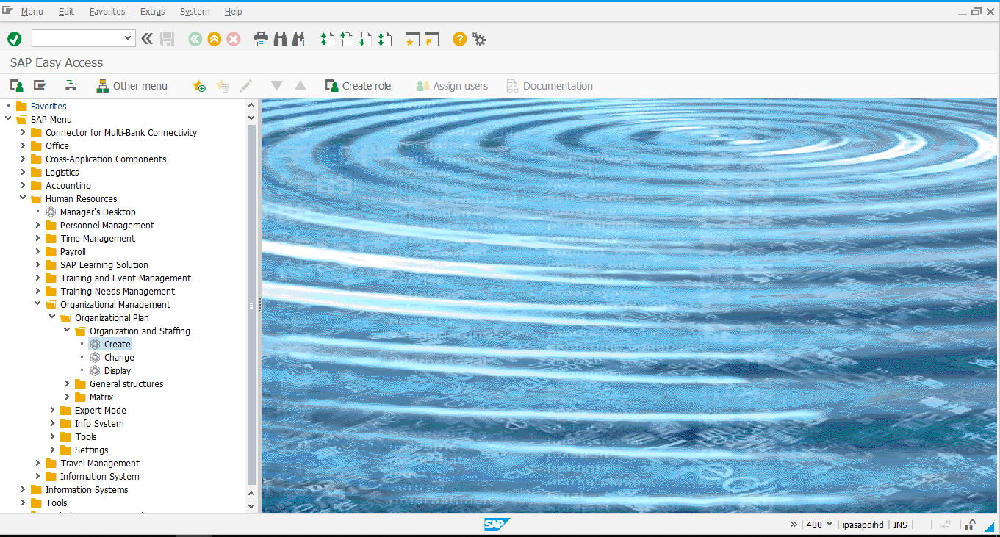 Menu Edit Favorites Extras System Help
SAP Easy Access
Other menu Create role Assign users Documentation
Favorites
SAP Menu
Connector for Multi-Bank Connectivity
Office
Cross-Application Components
Logistics
Accounting
Human Resources
Manager's Desktop
Personnel Management
Time Management
Payroll
SAP Learning Solution
Training and Event Management
Training Needs Management
Organizational Management
Organizational Plan
Organization and Staffing
Create
Change
Display
General structures
Matrix
Expert Mode
Info System
Tools
Settings
Travel Management
Information System
Information Systems
Tools
SAP 400 ipasapdihd INS